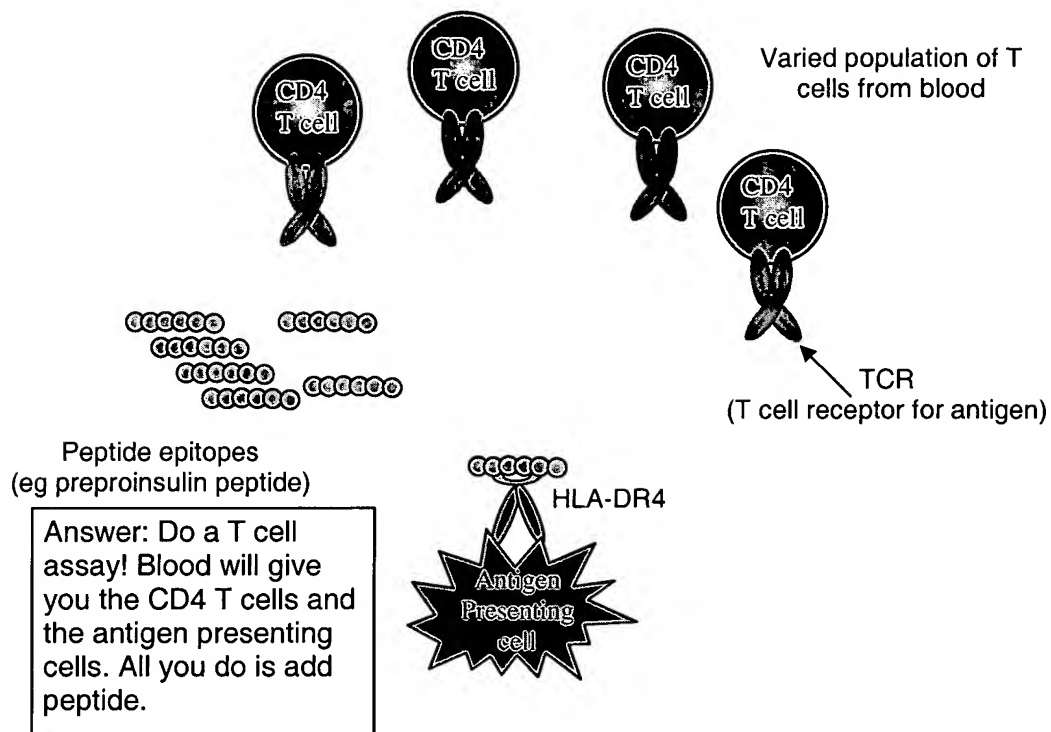 CD4
T cell
CD4
T cell
CD4
T cell
CD4
T cell
Varied population of T
cells from blood
TCR
(T cell receptor for antigen)
Peptide epitopes
(eg preproinsulin peptide)
HLA-DR4
Antigen
Presenting
cell
Answer: Do a T cell
assay! Blood will give
you the CD4 T cells and
the antigen presenting
cells. All you do is add
peptide.